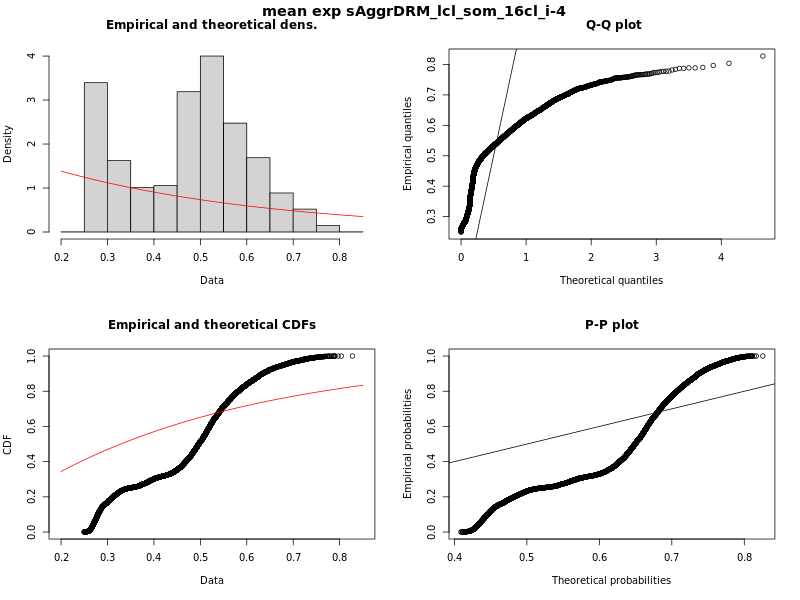 mean exp sAggrDRM_lcl_som_16cl_i-4
Empirical and theoretical dens.
Density
0 1 2 3 4
0.2 0.3 0.4 0.5 0.6 0.7 0.8
Data
Q-Q plot
Empirical quantiles
0.3 0.4 0.5 0.6 0.7 0.8
0 1 2 3 4
Theoretical quantiles
Empirical and theoretical CDFs
CDF
0.0 0.2 0.4 0.6 0.8 1.0
0.2 0.3 0.4 0.5 0.6 0.7 0.8
Data
P-P plot
Empirical probabilities
0.0 0.2 0.4 0.6 0.8 1.0
0.4 0.5 0.6 0.7 0.8
Theoretical probabilities